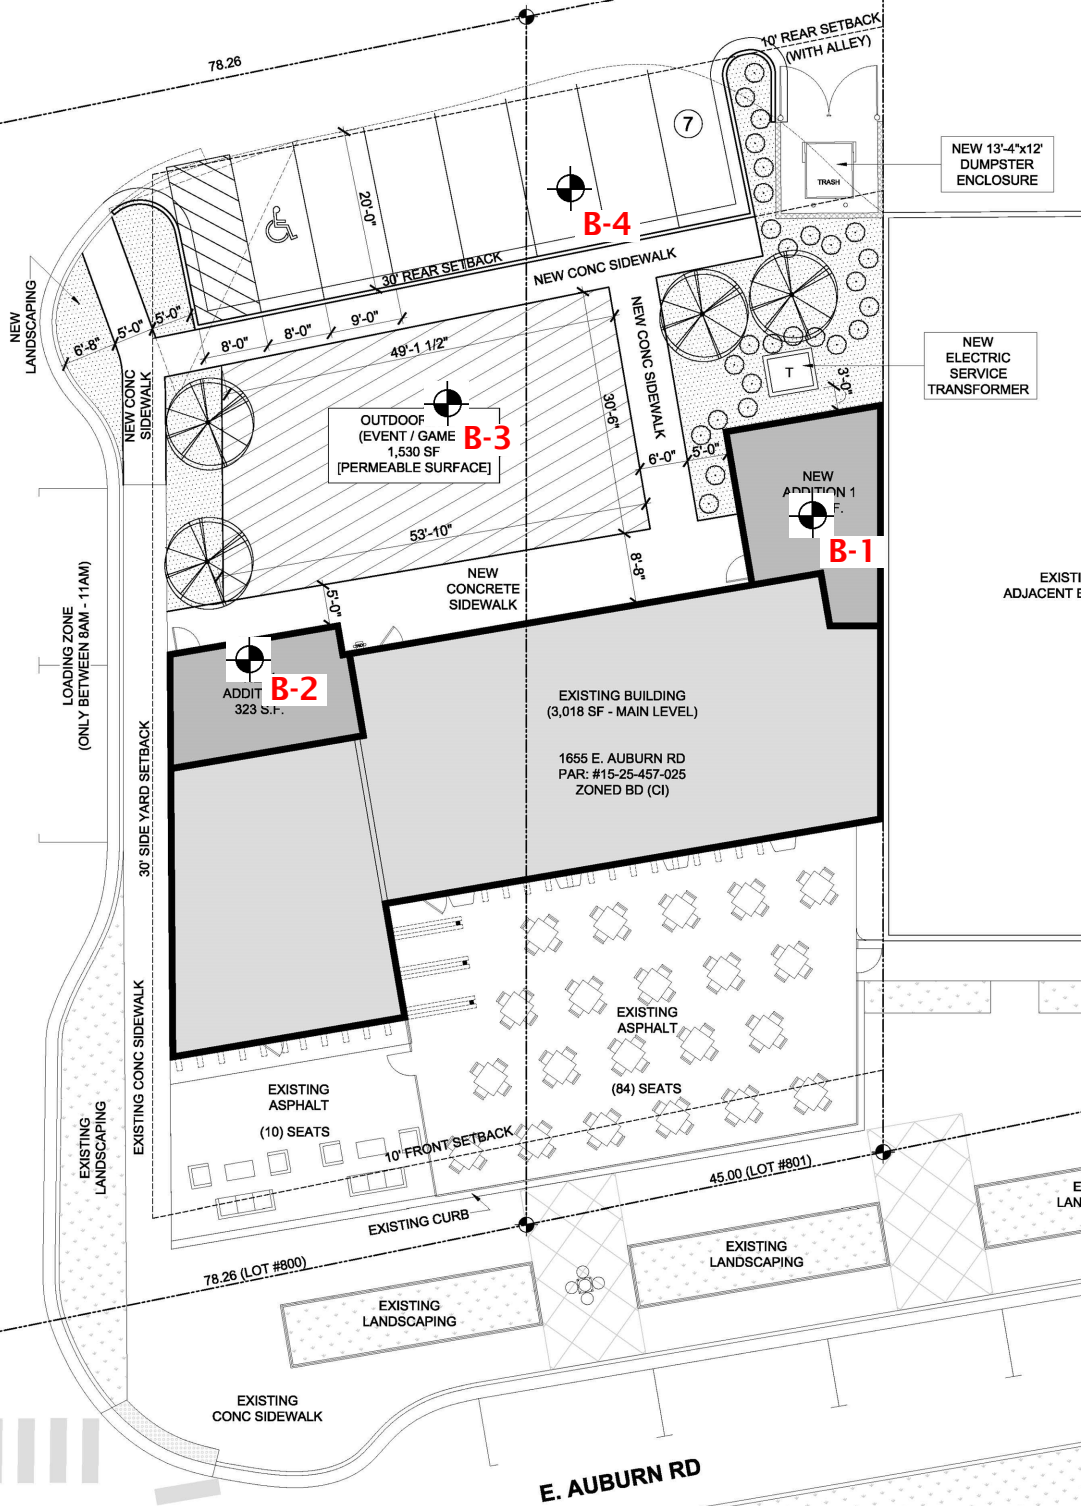 10' REAR SETBACK
(WITH ALLEY)
78.26
7
NEW 13'-4"x12'
DUMPSTER
ENCLOSURE
TRASH
20'-0"
B-4
30' REAR SETBACK
NEW CONC SIDEWALK
NEW
LANDSCAPING
6'-8"
5'-0"
5'-0"
8'-0"
8'-0"
9'-0"
49'-1 1/2"
NEW CONC SIDEWALK
NEW
ELECTRIC
SERVICE
TRANSFORMER
T
3'-0"
NEW CONC
SIDEWALK
30'-6"
OUTDOOR
(EVENT / GAME
1,530 SF
[PERMEABLE SURFACE]
B-3
6'-0"
5'-0"
NEW
ADDITION 1
F.
B-1
53'-10"
8'-8"
NEW
CONCRETE
SIDEWALK
5'-0"
EXISTI
ADJACENT E
LOADING ZONE
(ONLY BETWEEN 8AM - 11AM)
B-2
ADDIT
323 S.F.
EXISTING BUILDING
(3,018 SF - MAIN LEVEL)
1655 E. AUBURN RD
PAR: #15-25-457-025
ZONED BD (CI)
30' SIDE YARD SETBACK
EXISTING CONC SIDEWALK
EXISTING
ASPHALT
(84) SEATS
EXISTING
ASPHALT
(10) SEATS
EXISTING
LANDSCAPING
10' FRONT SETBACK
45.00 (LOT #801)
EXISTING CURB
78.26 (LOT #800)
E
LAN
EXISTING
LANDSCAPING
EXISTING
LANDSCAPING
EXISTING
CONC SIDEWALK
E. AUBURN RD